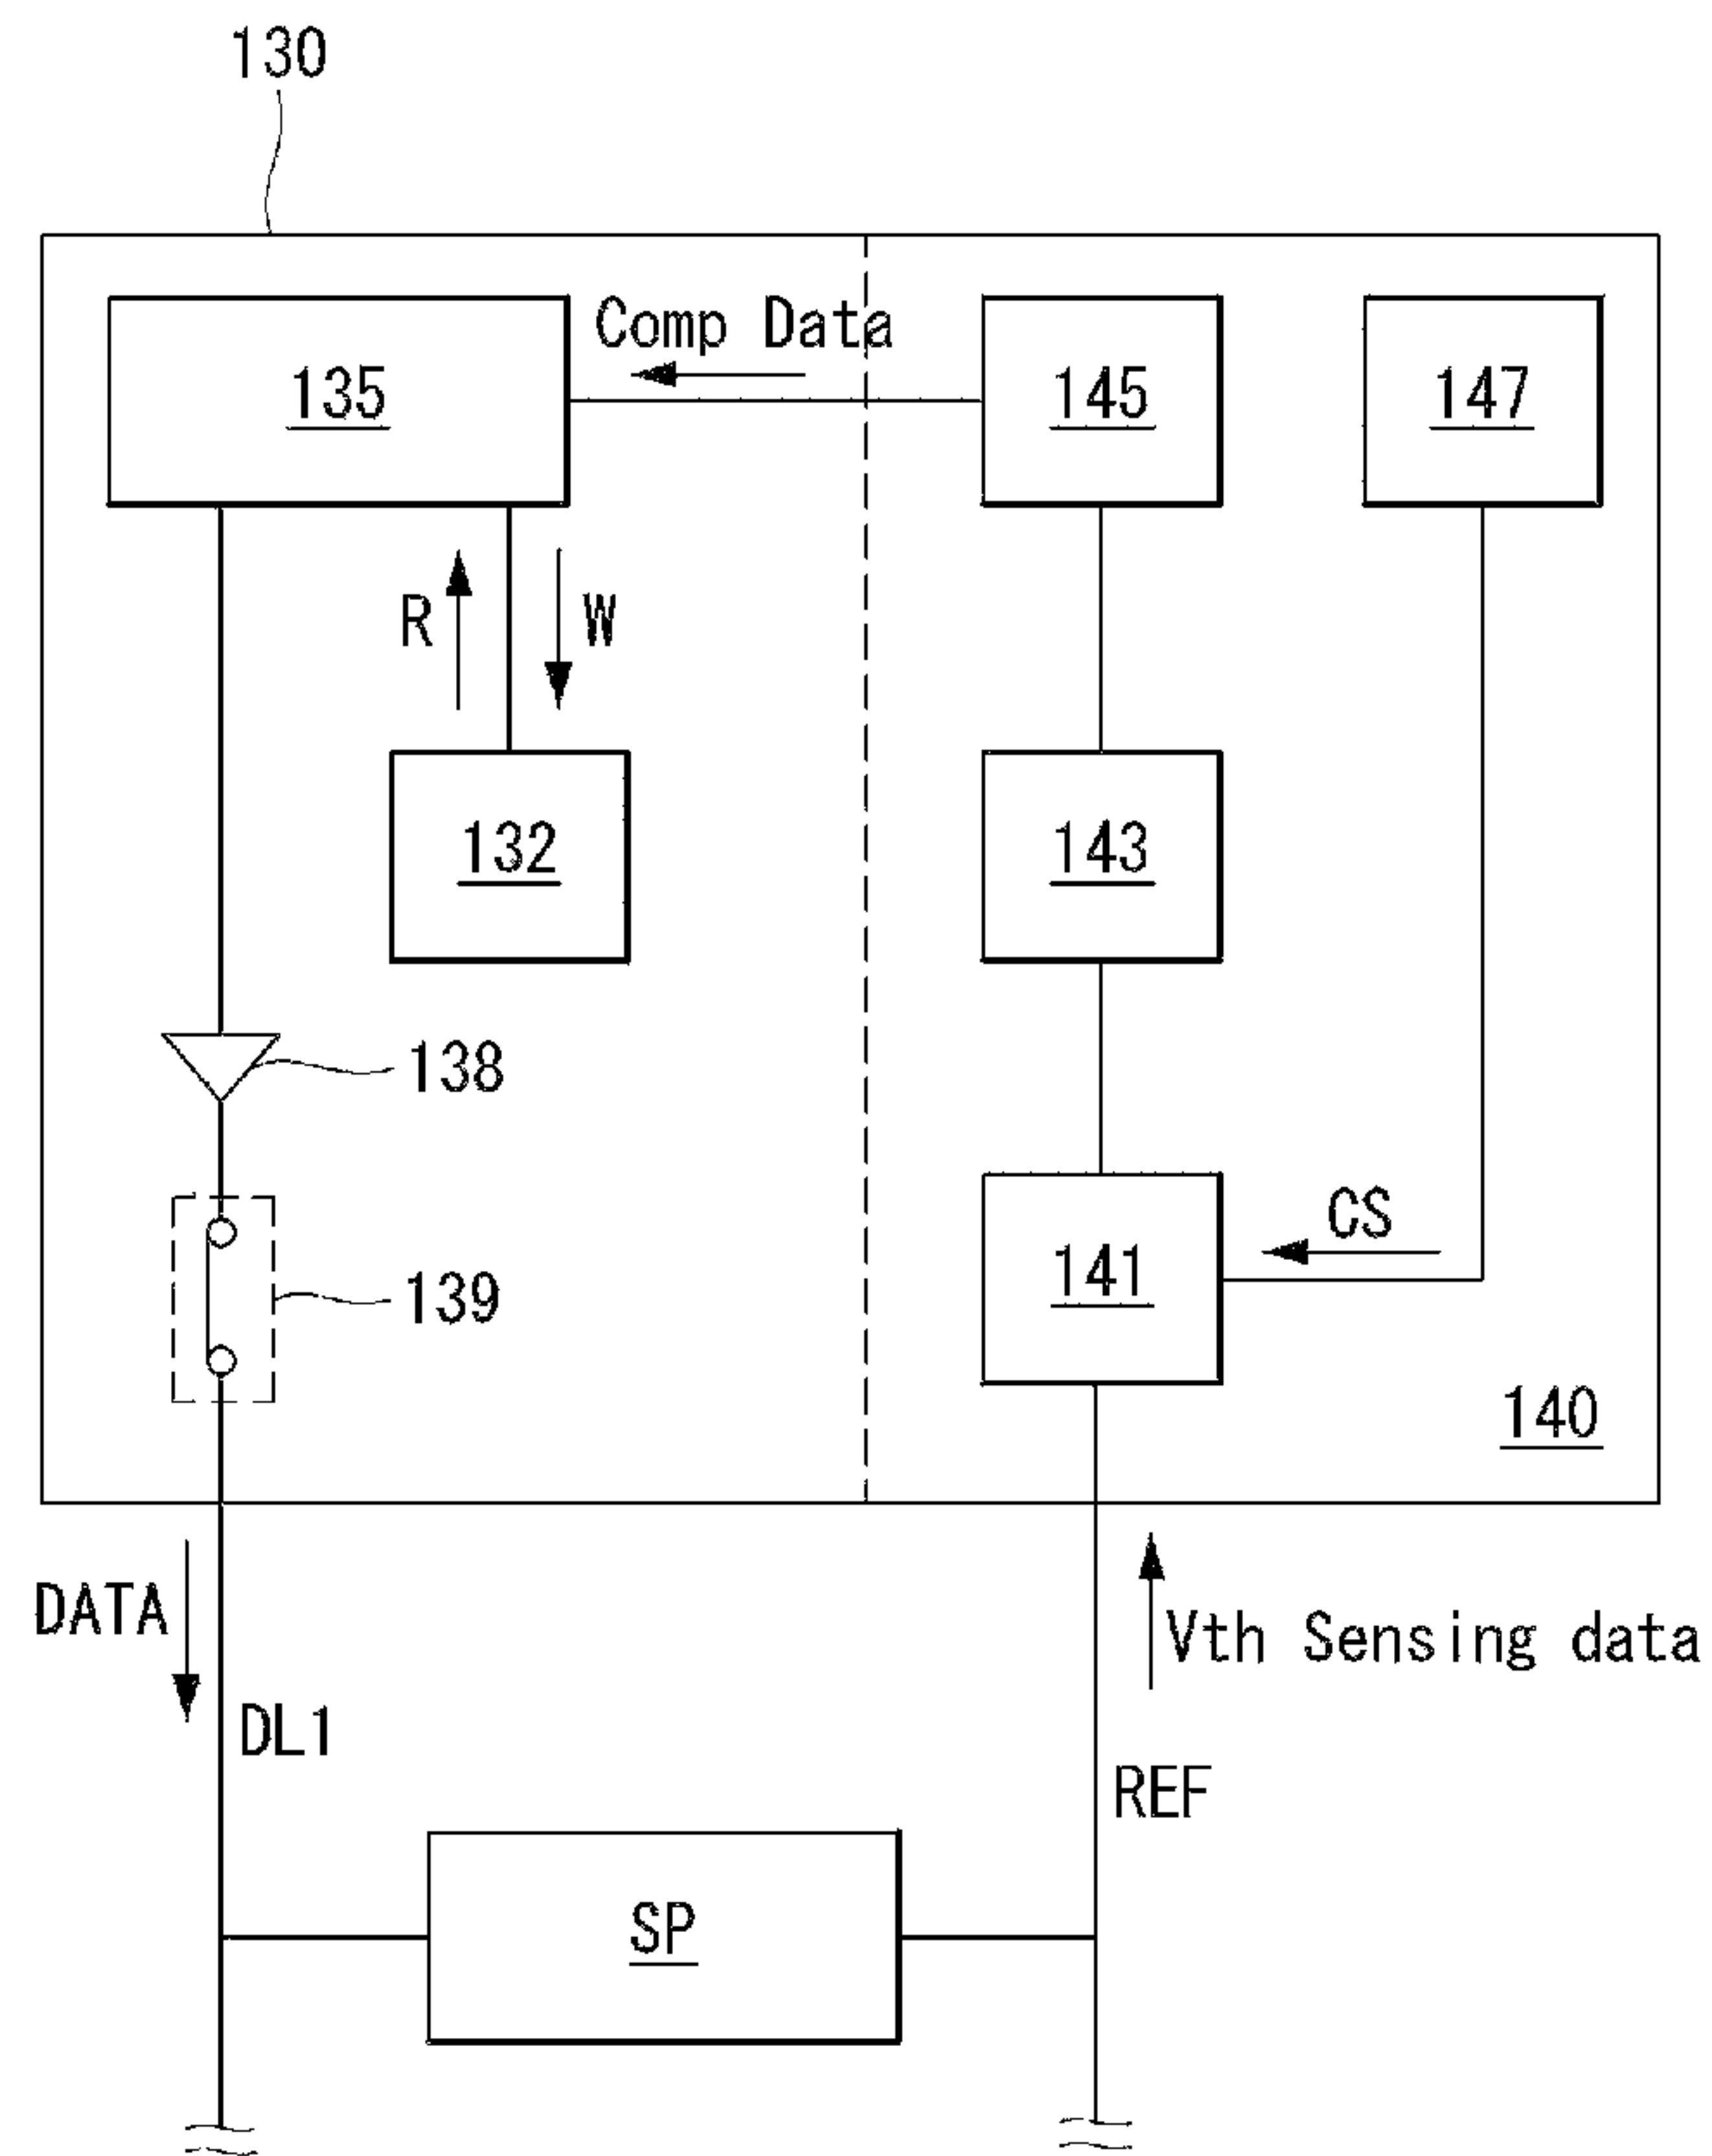 130
Comp Data
135
145
147
R
W
132
143
138
CS
139
141
140
DATA
Vth Sensing data
DL1
REF
SP